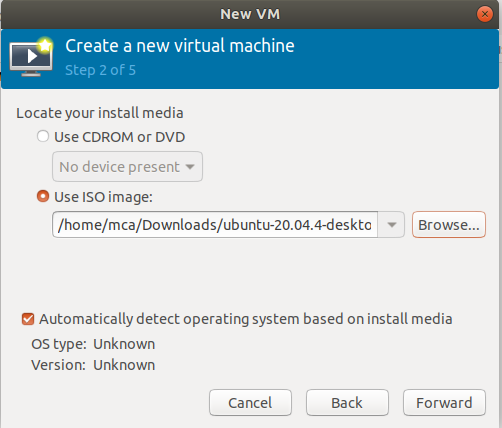 New VM
Create a new virtual machine
Step 2 of 5
Locate your install media
Use CDROM or DVD
No device present
Use ISO image:
/home/mca/Downloads/ubuntu-20.04.4-deskto
Browse...
Automatically detect operating system based on install media
OS type: Unknown
Version: Unknown
Cancel Back Forward